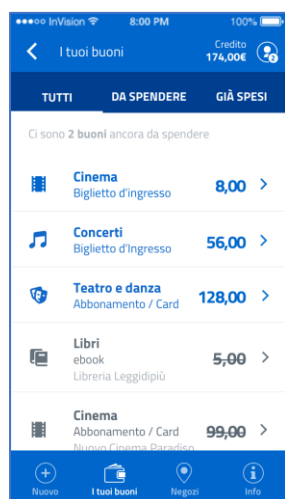 InVision 8:00 PM 100%
I tuoi buoni
Credito
174,00€
2
TUTTI DA SPENDERE GIÀ SPESI
Ci sono 2 buoni ancora da spendere
Cinema
Biglietto d'ingresso
8,00
Concerti
Biglietto d'Ingresso
56,00
Teatro e danza
Abbonamento / Card
128,00
Libri
ebook
Libreria Leggidipiù
5,00
Cinema
Abbonamento / Card
Nuovo Cinema Paradiso
99,00
Nuovo I tuoi buoni Negozi Info